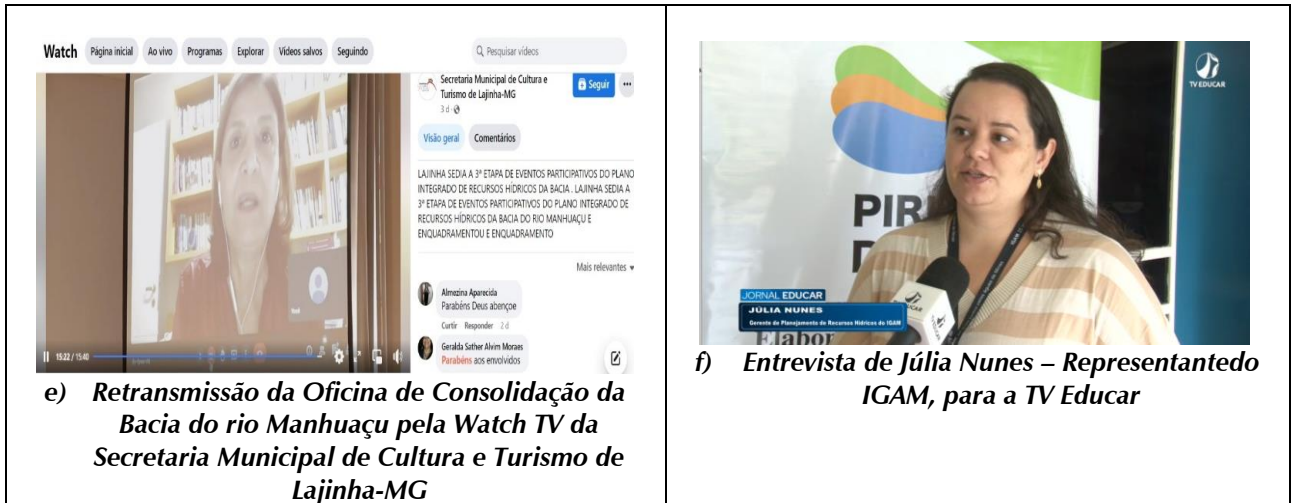 Watch Página inicial Ao vivo Programas Explorar Vídeos salvos Seguindo Pesquisar vídeos
Secretaria Municipal de Cultura e
Turismo de Lajinha-MG
3 d
Seguir
Visão geral Comentários
LAJINHA SEDIA A 3ª ETAPA DE EVENTOS PARTICIPATIVOS DO PLANO
INTEGRADO DE RECURSOS HÍDRICOS DA BACIA . LAJINHA SEDIA A
3ª ETAPA DE EVENTOS PARTICIPATIVOS DO PLANO INTEGRADO DE
RECURSOS HÍDRICOS DA BACIA DO RIO MANHUAÇU E
ENQUADRAMENTOU E ENQUADRAMENTO
Mais relevantes
Almezina Aparecida
Parabéns Deus abençoe
Curtir Responder 2 d
Geralda Sather Alvim Moraes
Parabéns aos envolvidos
15:22 / 15:40
e) Retransmissão da Oficina de Consolidação da
Bacia do rio Manhuaçu pela Watch TV da
Secretaria Municipal de Cultura e Turismo de
Lajinha-MG
TV EDUCAR
PIR
D
IGAM
EDUCAR
JORNAL EDUCAR
JÚLIA NUNES
Gerente de Planejamento de Recursos Hídricos do IGAM
Elabor
f) Entrevista de Júlia Nunes – Representantedo
IGAM, para a TV Educar